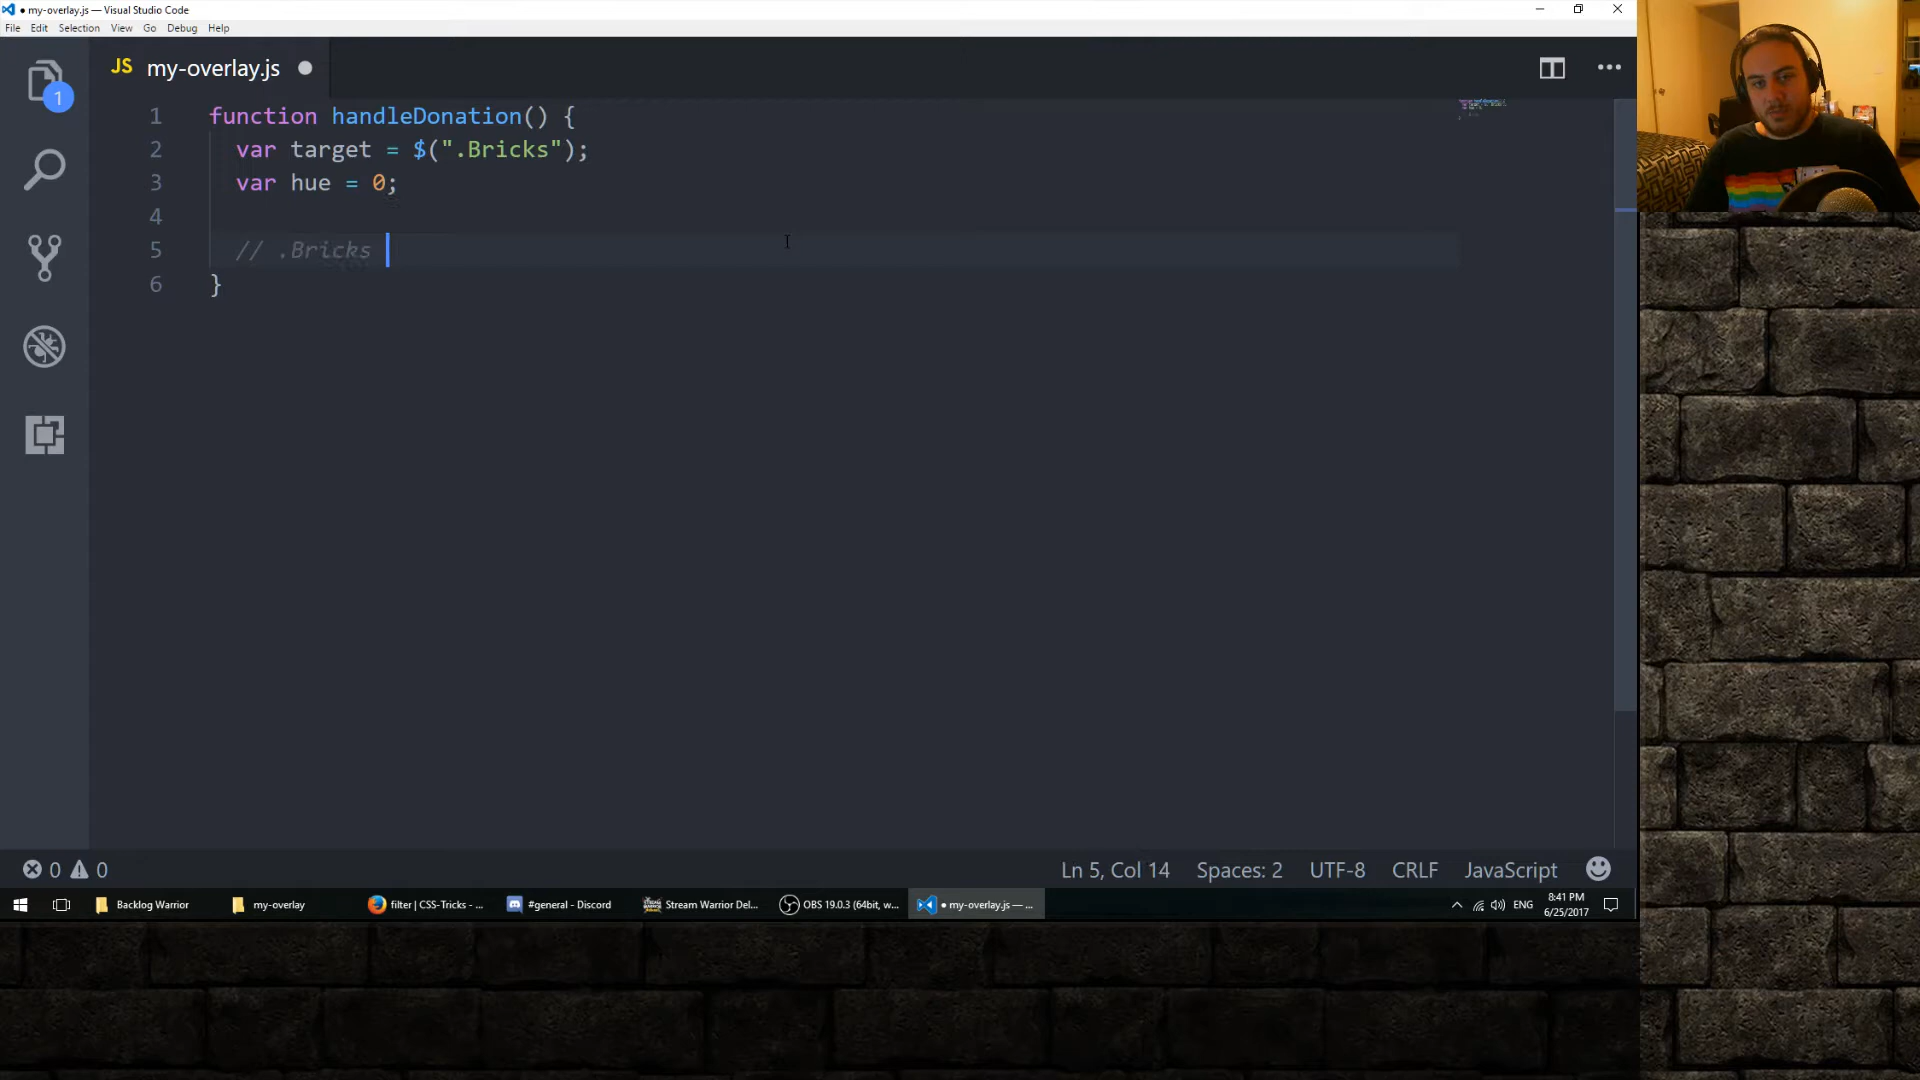 ● my-overlay.js — Visual Studio Code
File Edit Selection View Go Debug Help
JS my-overlay.js
1
1 function handleDonation() {
2 var target = $(".Bricks");
3 var hue = 0;
4
5 // .Bricks
6 }
0 0
Ln 5, Col 14 Spaces: 2 UTF-8 CRLF JavaScript
Backlog Warrior my-overlay filter | CSS-Tricks - ... #general - Discord Stream Warrior Del... OBS 19.0.3 (64bit, w... ● my-overlay.js — ... ENG 8:41 PM
6/25/2017